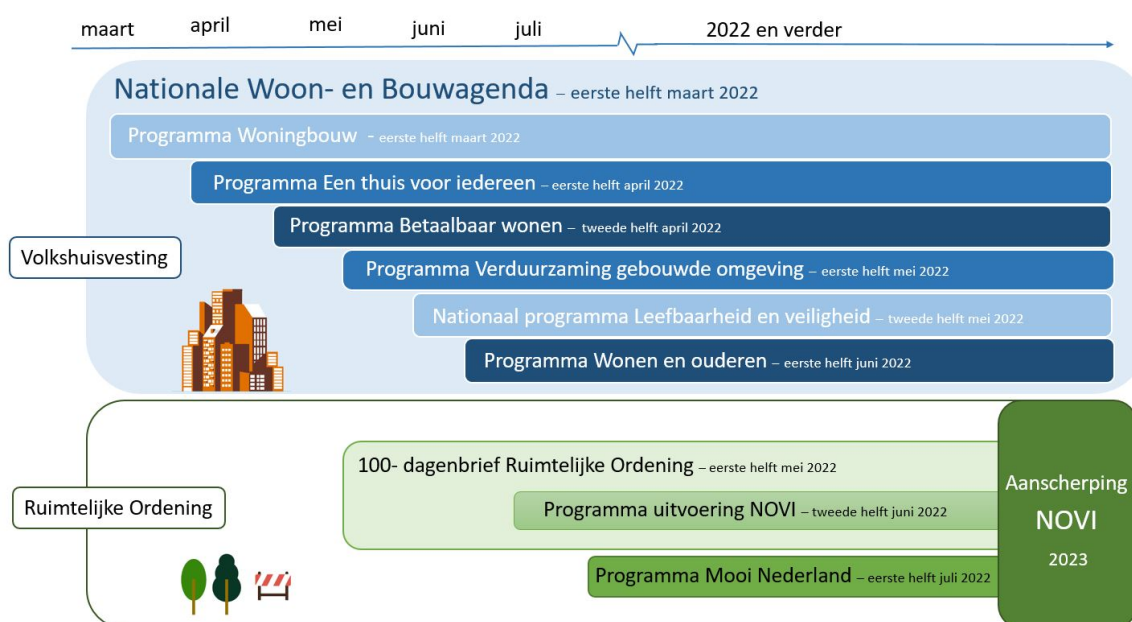 maart april mei juni juli 2022 en verder
Nationale Woon- en Bouwagenda – eerste helft maart 2022
Programma Woningbouw - eerste helft maart 2022
Programma Een thuis voor iedereen – eerste helft april 2022
Programma Betaalbaar wonen – tweede helft april 2022
Volkshuisvesting
Programma Verduurzaming gebouwde omgeving – eerste helft mei 2022
Nationaal programma Leefbaarheid en veiligheid – tweede helft mei 2022
Programma Wonen en ouderen – eerste helft juni 2022
Ruimtelijke Ordening
100- dagenbrief Ruimtelijke Ordening – eerste helft mei 2022
Programma uitvoering NOVI – tweede helft juni 2022
Programma Mooi Nederland – eerste helft juli 2022
Aanscherping
NOVI
2023